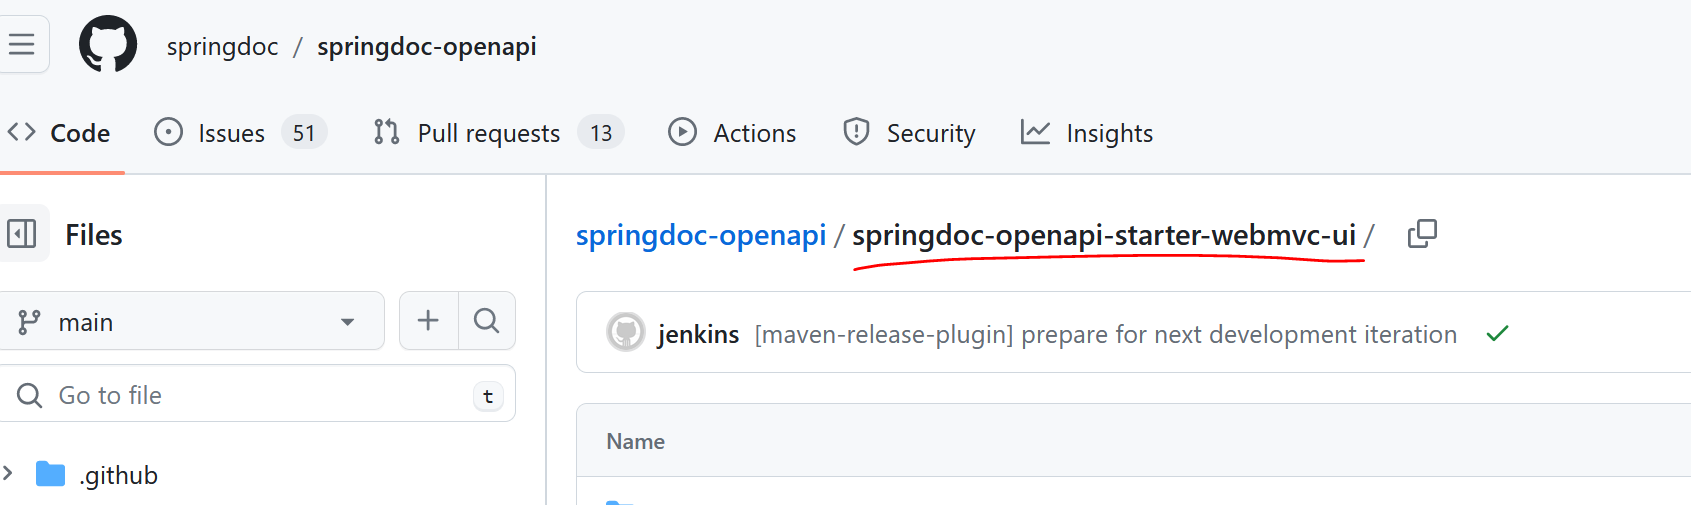 springdoc / springdoc-openapi
Code Issues 51 Pull requests 13 Actions Security Insights
Files
springdoc-openapi / springdoc-openapi-starter-webmvc-ui /
main
jenkins [maven-release-plugin] prepare for next development iteration
Go to file t
Name
.github